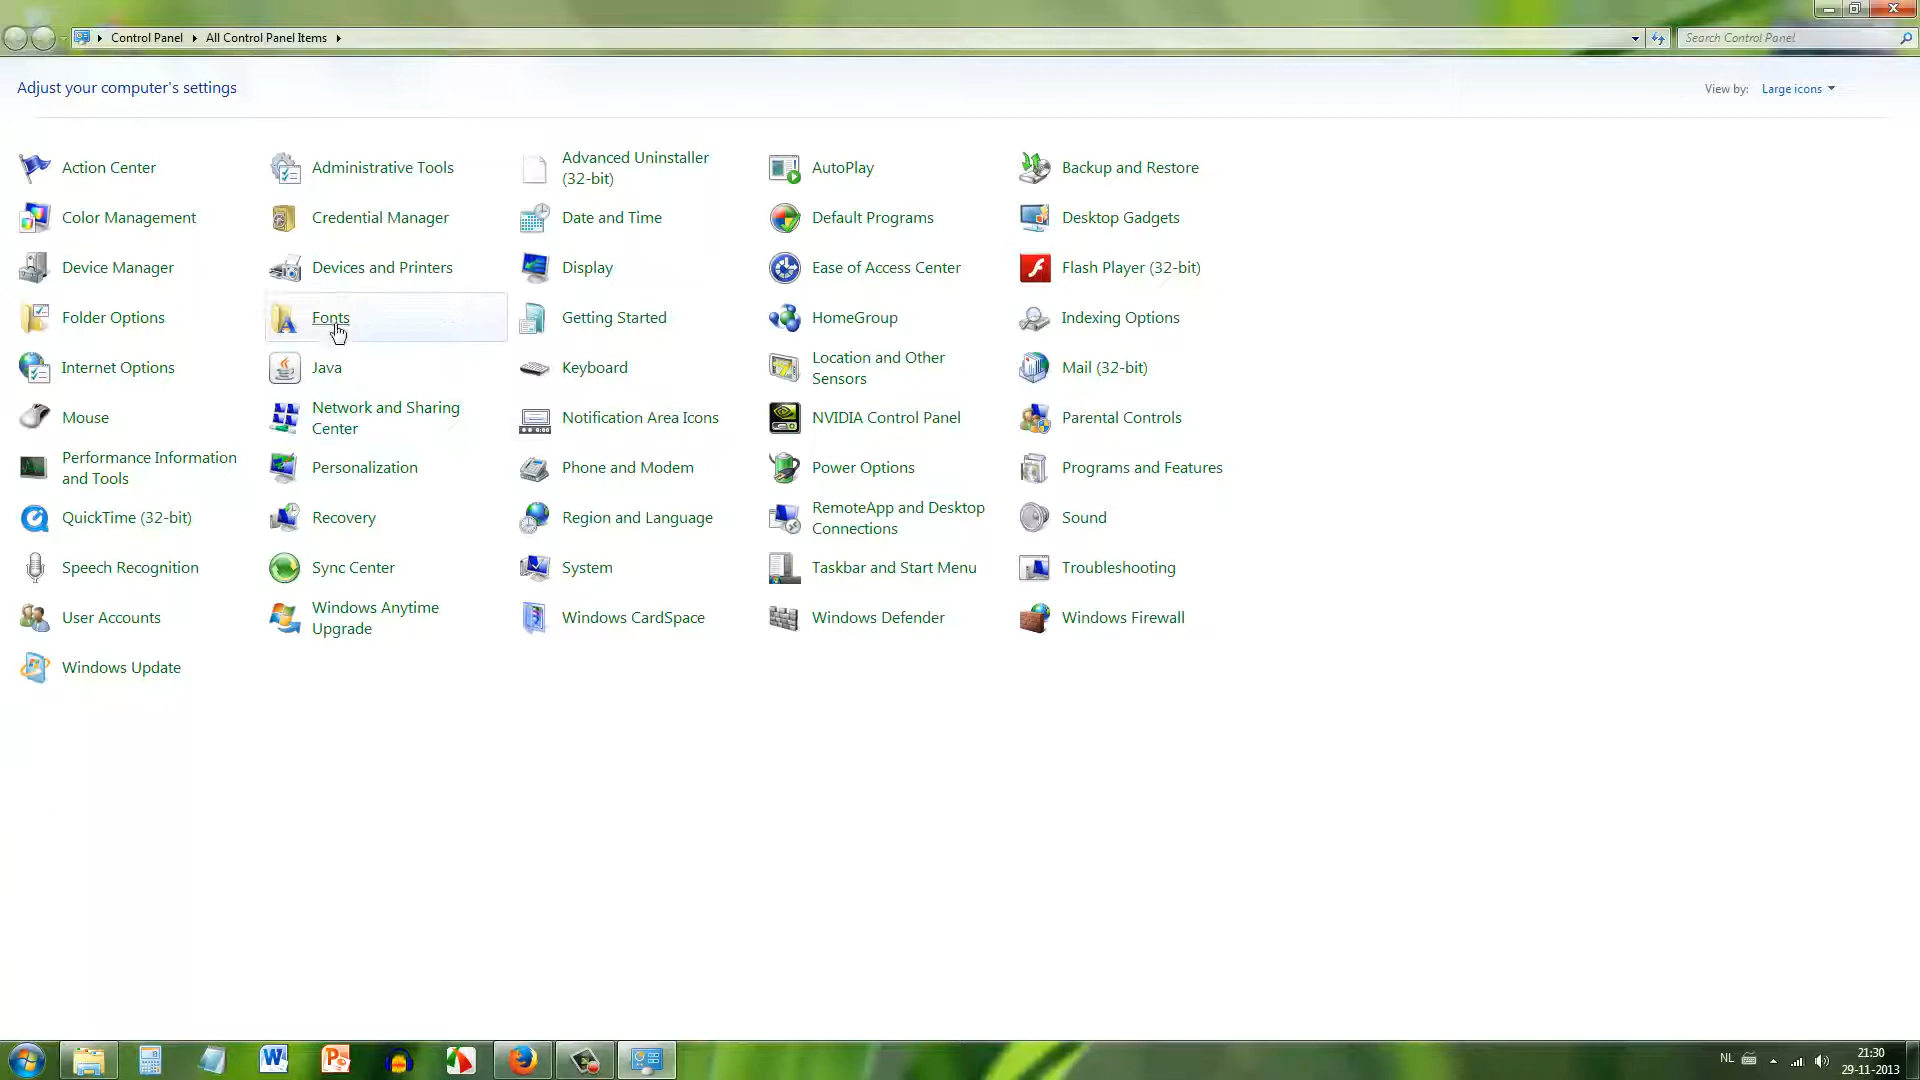 Control Panel
All Control Panel Items
Search Control Panel
Adjust your computer's settings
View by: Large icons
Action Center
Administrative Tools
Advanced Uninstaller
(32-bit)
AutoPlay
Backup and Restore
Color Management
Credential Manager
Date and Time
Default Programs
Desktop Gadgets
Device Manager
Devices and Printers
Display
Ease of Access Center
Flash Player (32-bit)
Folder Options
Fonts
Getting Started
HomeGroup
Indexing Options
Internet Options
Java
Keyboard
Location and Other
Sensors
Mail (32-bit)
Mouse
Network and Sharing
Center
Notification Area Icons
NVIDIA Control Panel
Parental Controls
Performance Information
and Tools
Personalization
Phone and Modem
Power Options
Programs and Features
QuickTime (32-bit)
Recovery
Region and Language
RemoteApp and Desktop
Connections
Sound
Speech Recognition
Sync Center
System
Taskbar and Start Menu
Troubleshooting
User Accounts
Windows Anytime
Upgrade
Windows CardSpace
Windows Defender
Windows Firewall
Windows Update
NL
21:30
29-11-2013